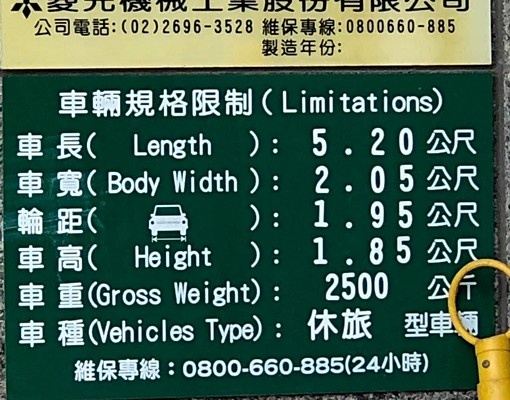 菱光機械工業股份有限公司
公司電話:(02)2696-3528 維保專線:0800660-885
製造年份:
車輛規格限制(Limitations)
車長( Length ): 5.20 公尺
車寬(Body Width ): 2.05 公尺
輪距( ): 1.95 公尺
車高( Height ): 1.85 公尺
車重(Gross Weight): 2500 公斤
車種(Vehicles Type): 休旅 型車輛
維保專線：0800-660-885(24小時)